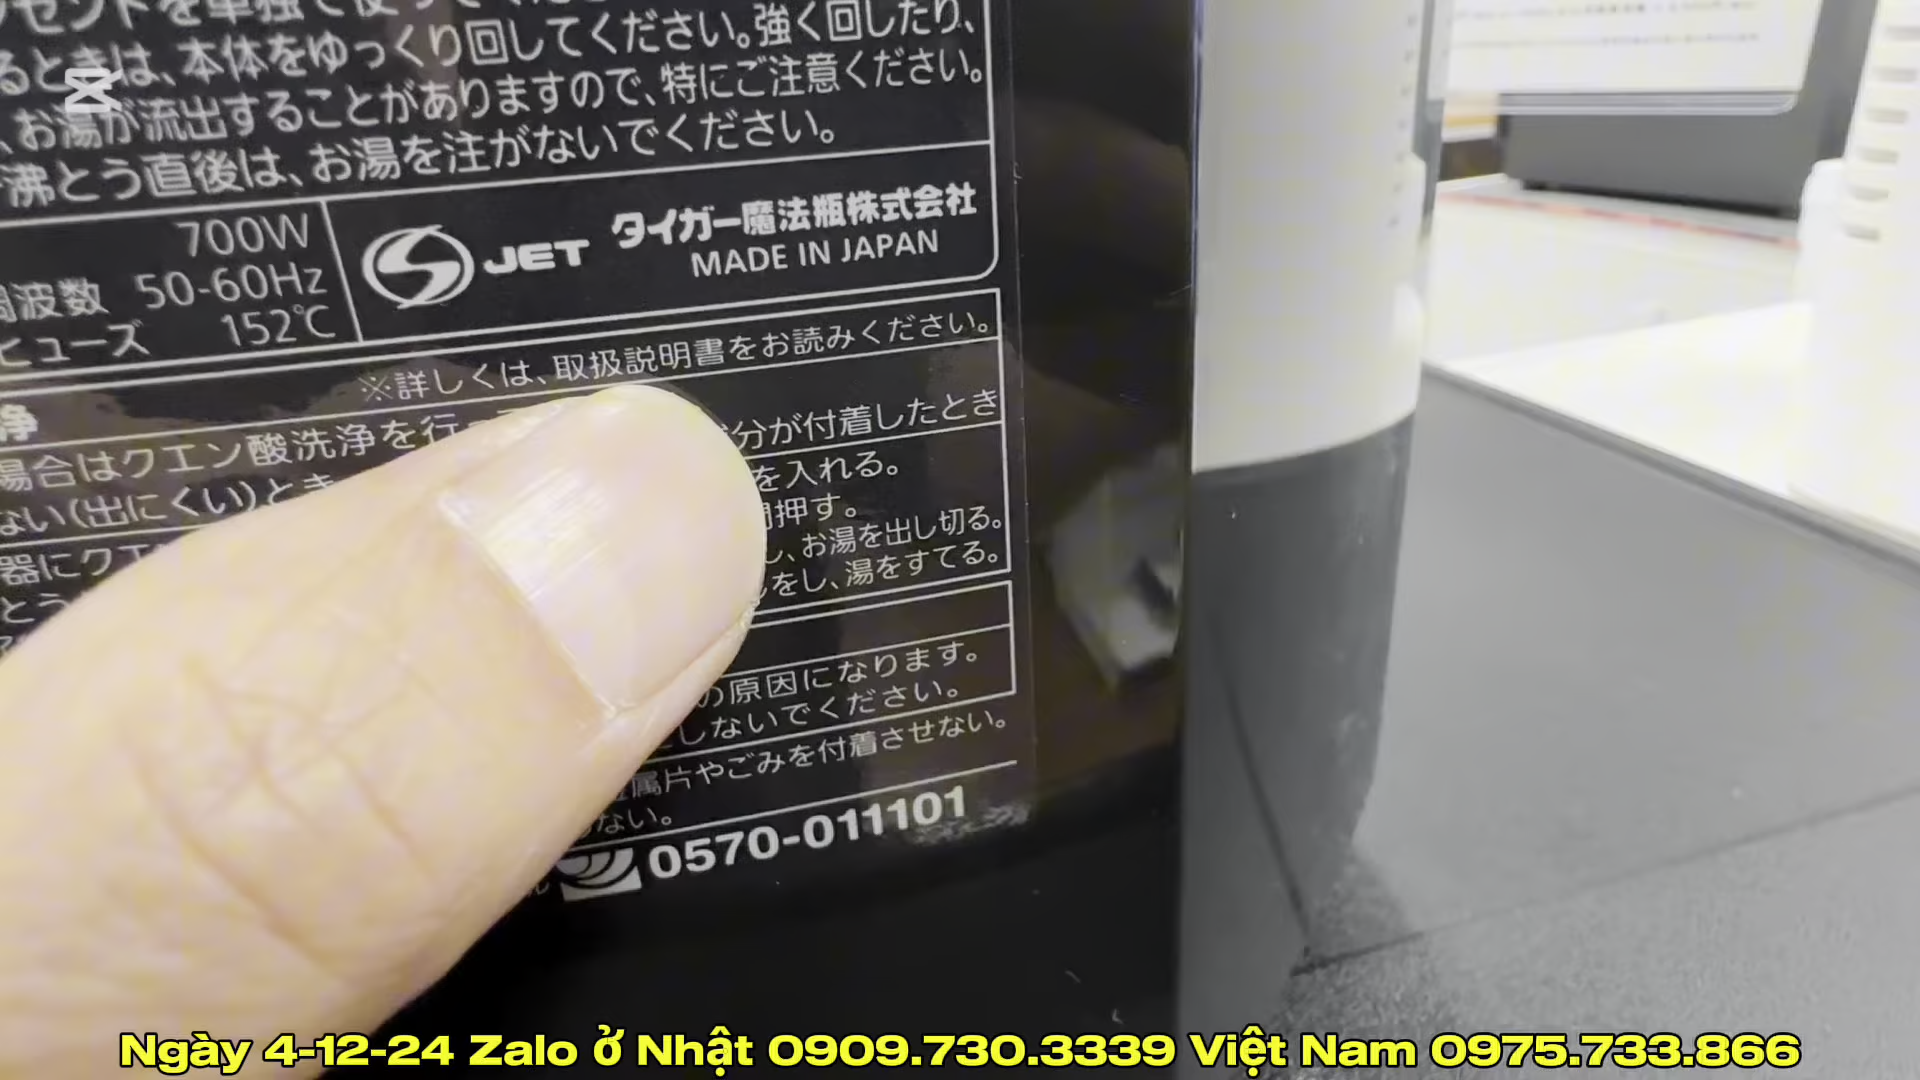 るときは、本体をゆっくり回してください。強く回したり、
、お湯が流出することがありますので、特にご注意ください。
沸とう直後は、お湯を注がないでください。
700W
周波数 50-60Hz
ヒューズ 152℃
JET タイガー魔法瓶株式会社
MADE IN JAPAN
※詳しくは、取扱説明書をお読みください。
浄
場合はクエン酸洗浄を行っ
分が付着したとき
ない(出にくい)とき
を入れる。
器にクエ
間押す。
とう
し、お湯を出し切る。
をし、湯をすてる。
の原因になります。
しないでください。
金属片やごみを付着させない。
ない。
0570-011101
Ngày 4-12-24 Zalo ở Nhật 0909.730.3339 Việt Nam 0975.733.866